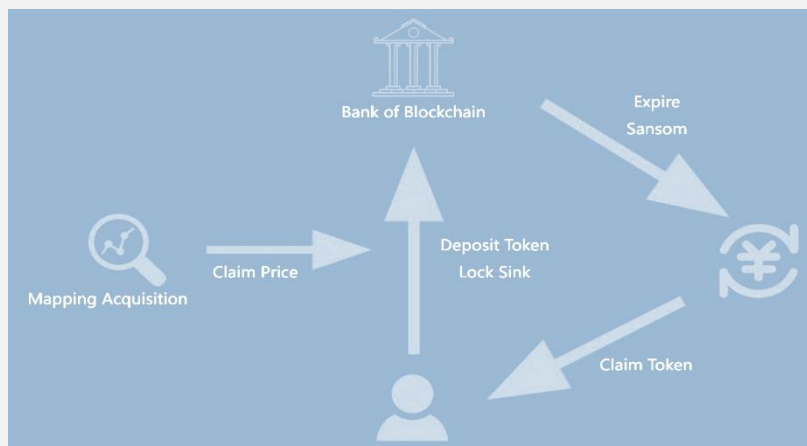 Bank of Blockchain
Expire
Sansom
Deposit Token
Lock Sink
Claim Price
Mapping Acquisition
Claim Token
¥